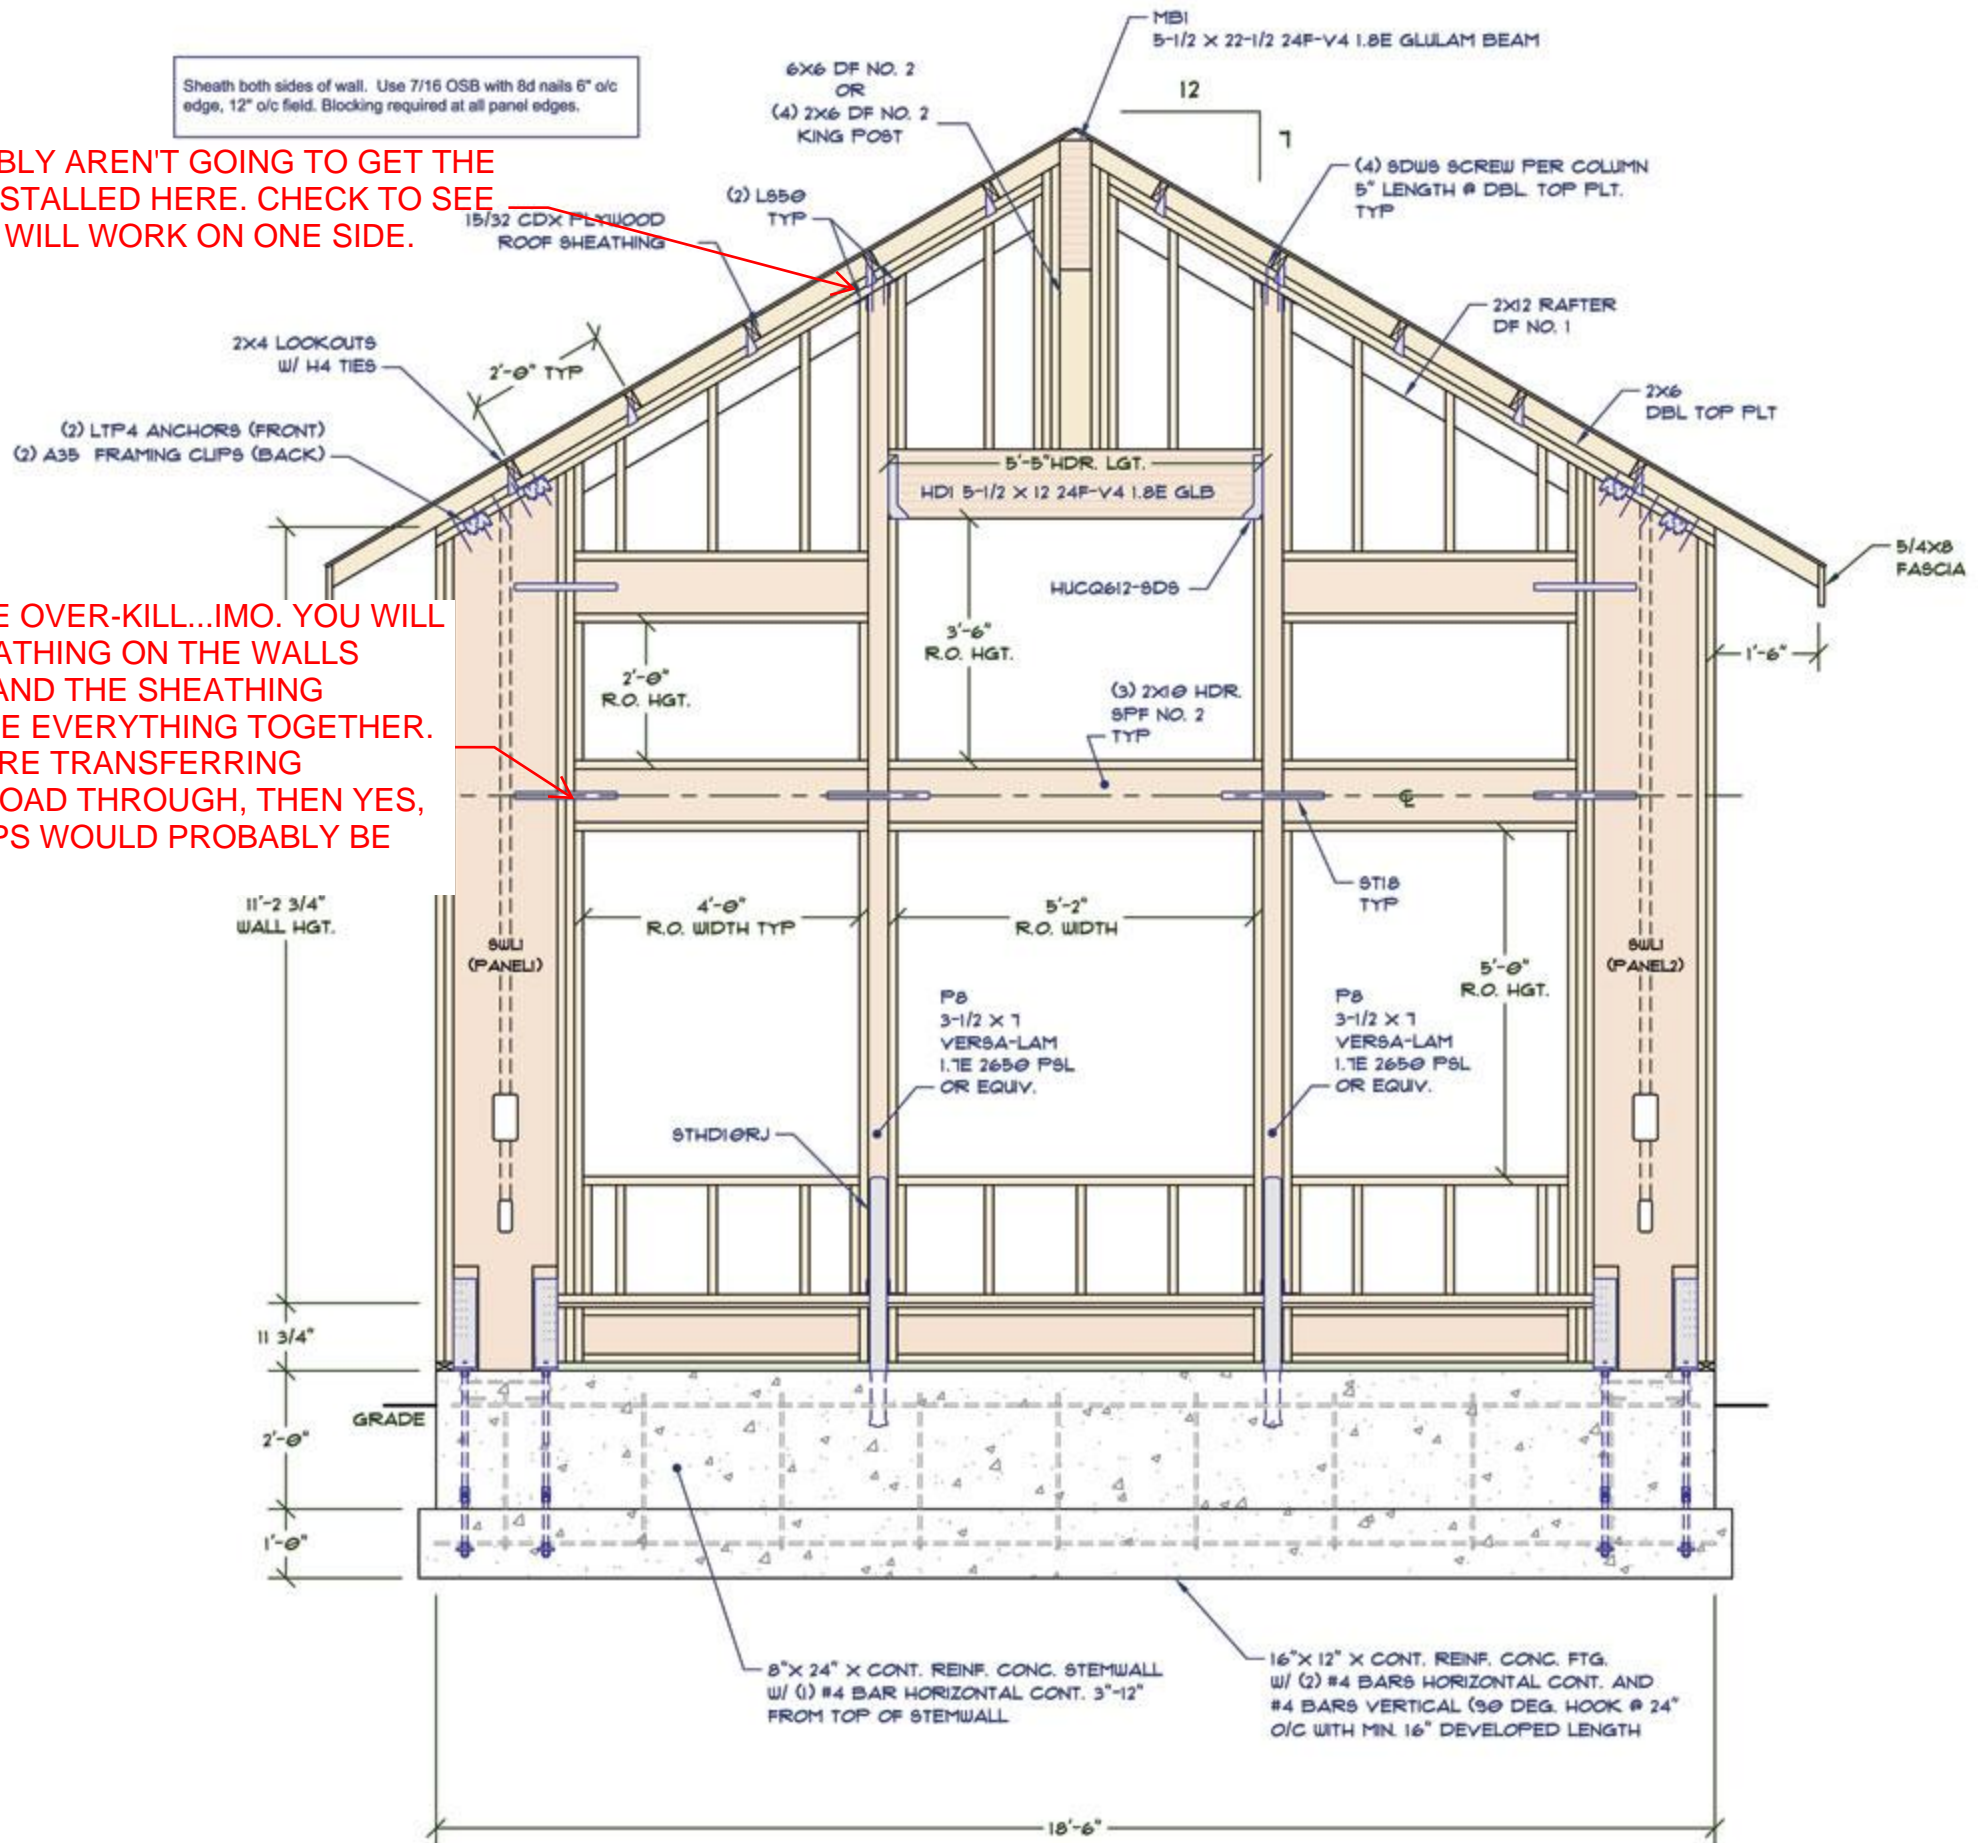 MB1
5-1/2 X 22-1/2 24F-V4 1.8E GLULAM BEAM
Sheath both sides of wall. Use 7/16 OSB with 8d nails 6" o/c
edge, 12" o/c field. Blocking required at all panel edges.
6X6 DF NO. 2
OR
(4) 2X6 DF NO. 2
KING POST
12
7
BLY AREN'T GOING TO GET THE
STALLED HERE. CHECK TO SEE
WILL WORK ON ONE SIDE.
(2) LS50
TYP
15/32 CDX PLYWOOD
ROOF SHEATHING
(4) SDWS SCREW PER COLUMN
5" LENGTH @ DBL TOP PLT.
TYP
2X4 LOOKOUTS
W/ H4 TIES
2'-0" TYP
2X12 RAFTER
DF NO. 1
(2) LTP4 ANCHORS (FRONT)
(2) A35 FRAMING CLIPS (BACK)
2X6
DBL TOP PLT
5'-5" HDR. LGT.
HD1 5-1/2 X 12 24F-V4 1.8E GLB
5/4X8
FASCIA
HUCQ612-SDS
E OVER-KILL...IMO. YOU WILL
ATHING ON THE WALLS
AND THE SHEATHING
E EVERYTHING TOGETHER.
RE TRANSFERRING
OAD THROUGH, THEN YES,
PS WOULD PROBABLY BE
3'-6"
R.O. HGT.
2'-0"
R.O. HGT.
1'-6"
(3) 2X10 HDR.
SPF NO. 2
TYP
CL
ST18
TYP
11'-2 3/4"
WALL HGT.
4'-0"
R.O. WIDTH TYP
5'-2"
R.O. WIDTH
SWL1
(PANEL1)
SWL1
(PANEL2)
5'-0"
R.O. HGT.
P8
3-1/2 X 7
VERSA-LAM
1.7E 2650 PSL
OR EQUIV.
P8
3-1/2 X 7
VERSA-LAM
1.7E 2650 PSL
OR EQUIV.
STHD10RJ
11 3/4"
GRADE
2'-0"
1'-0"
8"X 24" X CONT. REINF. CONC. STEMWALL
W/ (1) #4 BAR HORIZONTAL CONT. 3"-12"
FROM TOP OF STEMWALL
16"X 12" X CONT. REINF. CONC. FTG.
W/ (2) #4 BARS HORIZONTAL CONT. AND
#4 BARS VERTICAL (90 DEG. HOOK @ 24"
O/C WITH MIN. 16" DEVELOPED LENGTH
18'-6"